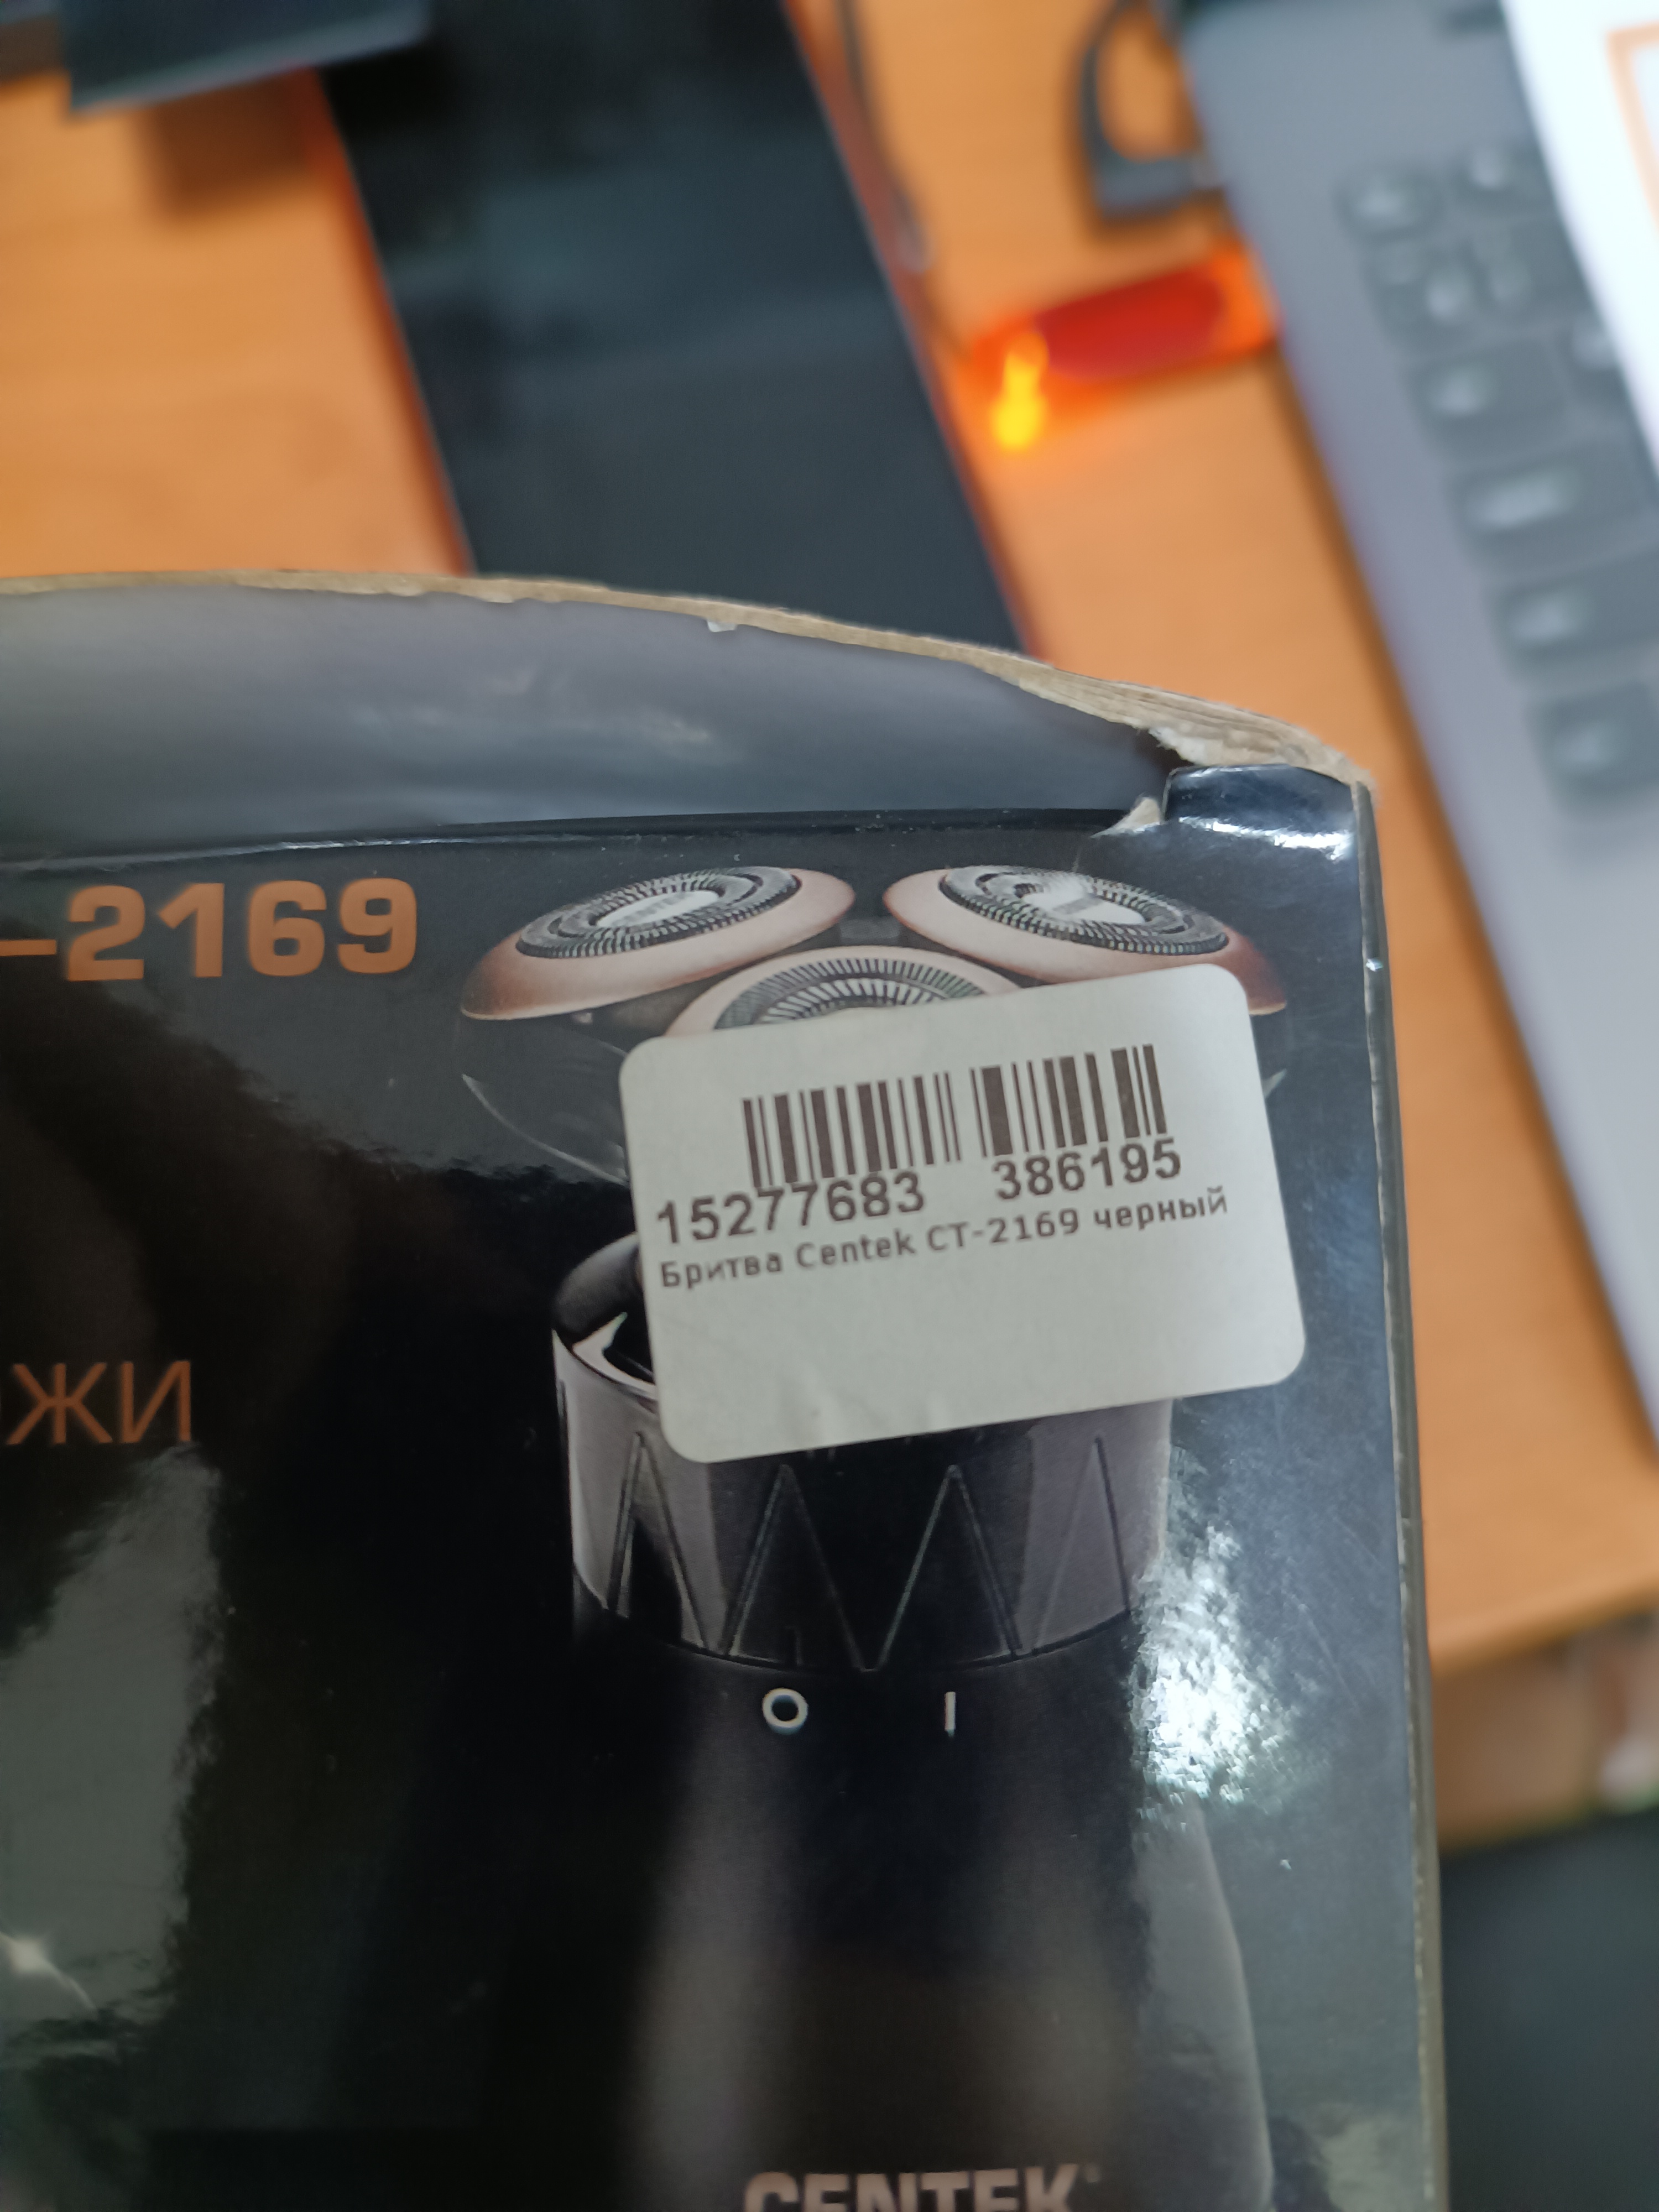 -2169
15277683 386195
Бритва Centek CT-2169 черный
жи
O I
CENTEK